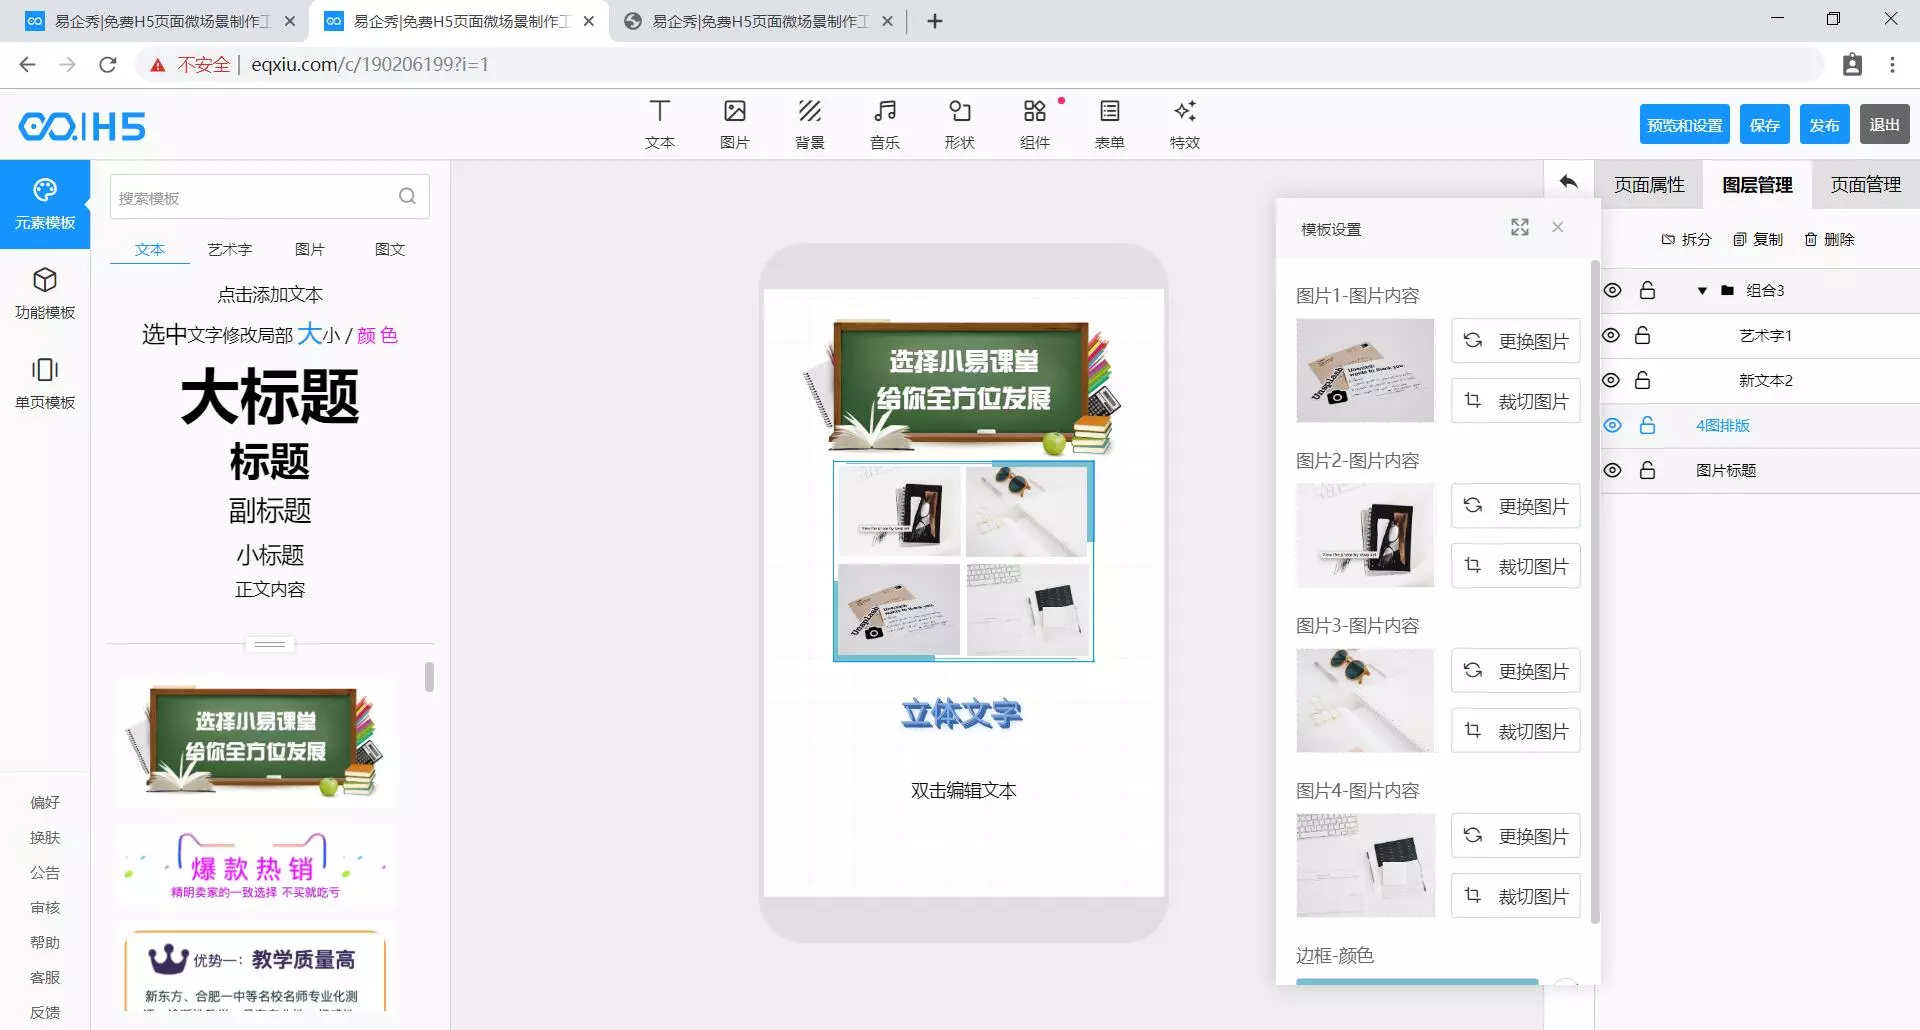 易企秀|免费H5页面微场景制作工
易企秀|免费H5页面微场景制作工
易企秀|免费H5页面微场景制作工
不安全 | eqxiu.com/c/190206199?i=1
H5
文本
图片
背景
音乐
形状
组件
表单
特效
预览和设置
保存
发布
退出
元素模板
功能模板
单页模板
偏好
换肤
公告
审核
帮助
客服
反馈
搜索模板
文本
艺术字
图片
图文
点击添加文本
选中文字修改局部 大小 / 颜色
大标题
标题
副标题
小标题
正文内容
选择小易课堂
给你全方位发展
爆款热销
精明卖家的一致选择 不买就吃亏
优势一：教学质量高
新东方、合肥一中等名校名师专业化测
选择小易课堂
给你全方位发展
立体文字
双击编辑文本
模板设置
图片1-图片内容
Unsplash
wants to thank you.
更换图片
裁切图片
图片2-图片内容
更换图片
裁切图片
图片3-图片内容
更换图片
裁切图片
图片4-图片内容
更换图片
裁切图片
边框-颜色
页面属性
图层管理
页面管理
拆分
复制
删除
组合3
艺术字1
新文本2
4图排版
图片标题